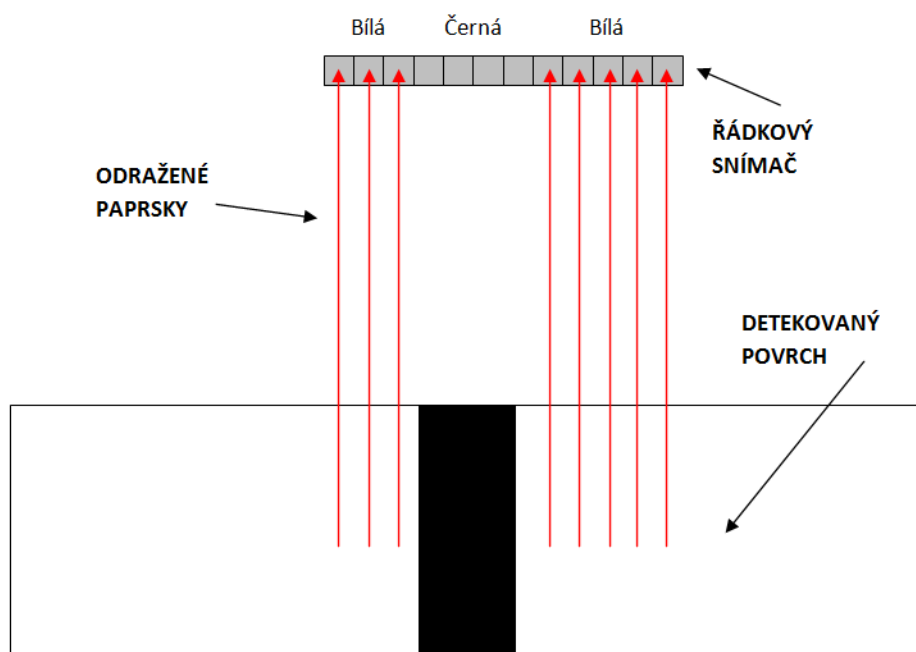 Bílá Černá Bílá
ŘÁDKOVÝ
SNÍMAČ
ODRAŽENÉ
PAPRSKY
DETEKOVANÝ
POVRCH